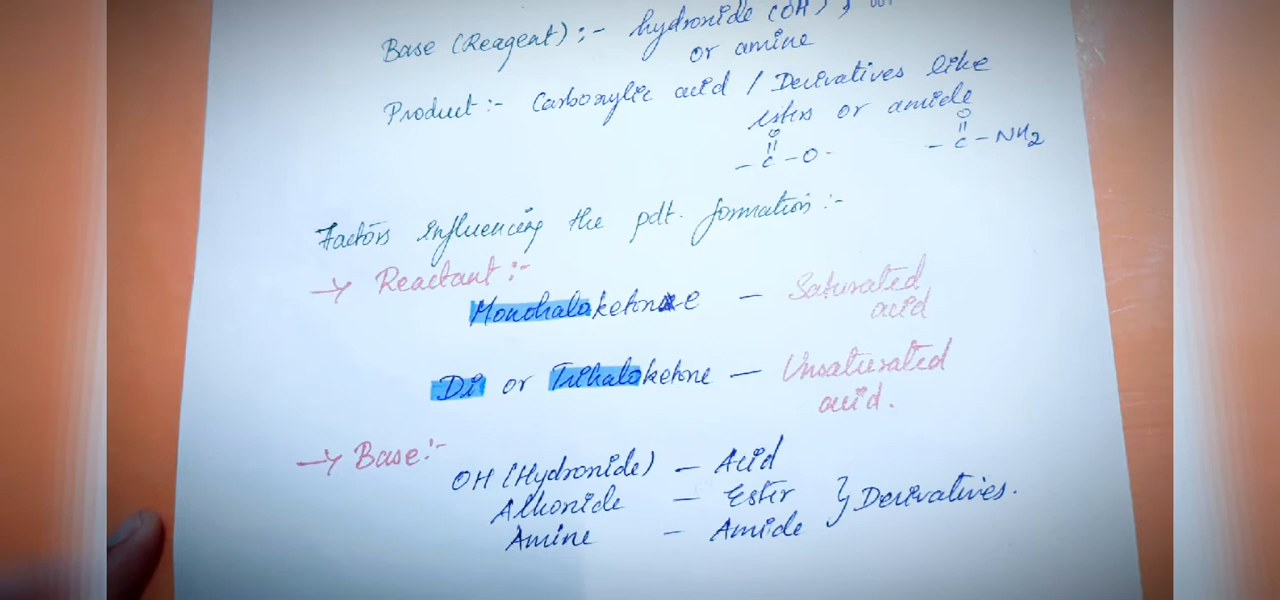 Base (Reagent) :- hydroxide (OH),
or amine
Product :- Carboxylic acid / Derivatives like
esters or amide
O
-C-O-
O
-C-NH2
Factors influencing the pdt. formation :-
→ Reactant :-
Monohaloketone - Saturated
acid
Di or Trihaloketone - Unsaturated
acid.
→ Base :-
OH (Hydroxide) - Acid
Alkoxide - Ester } Derivatives.
Amine - Amide